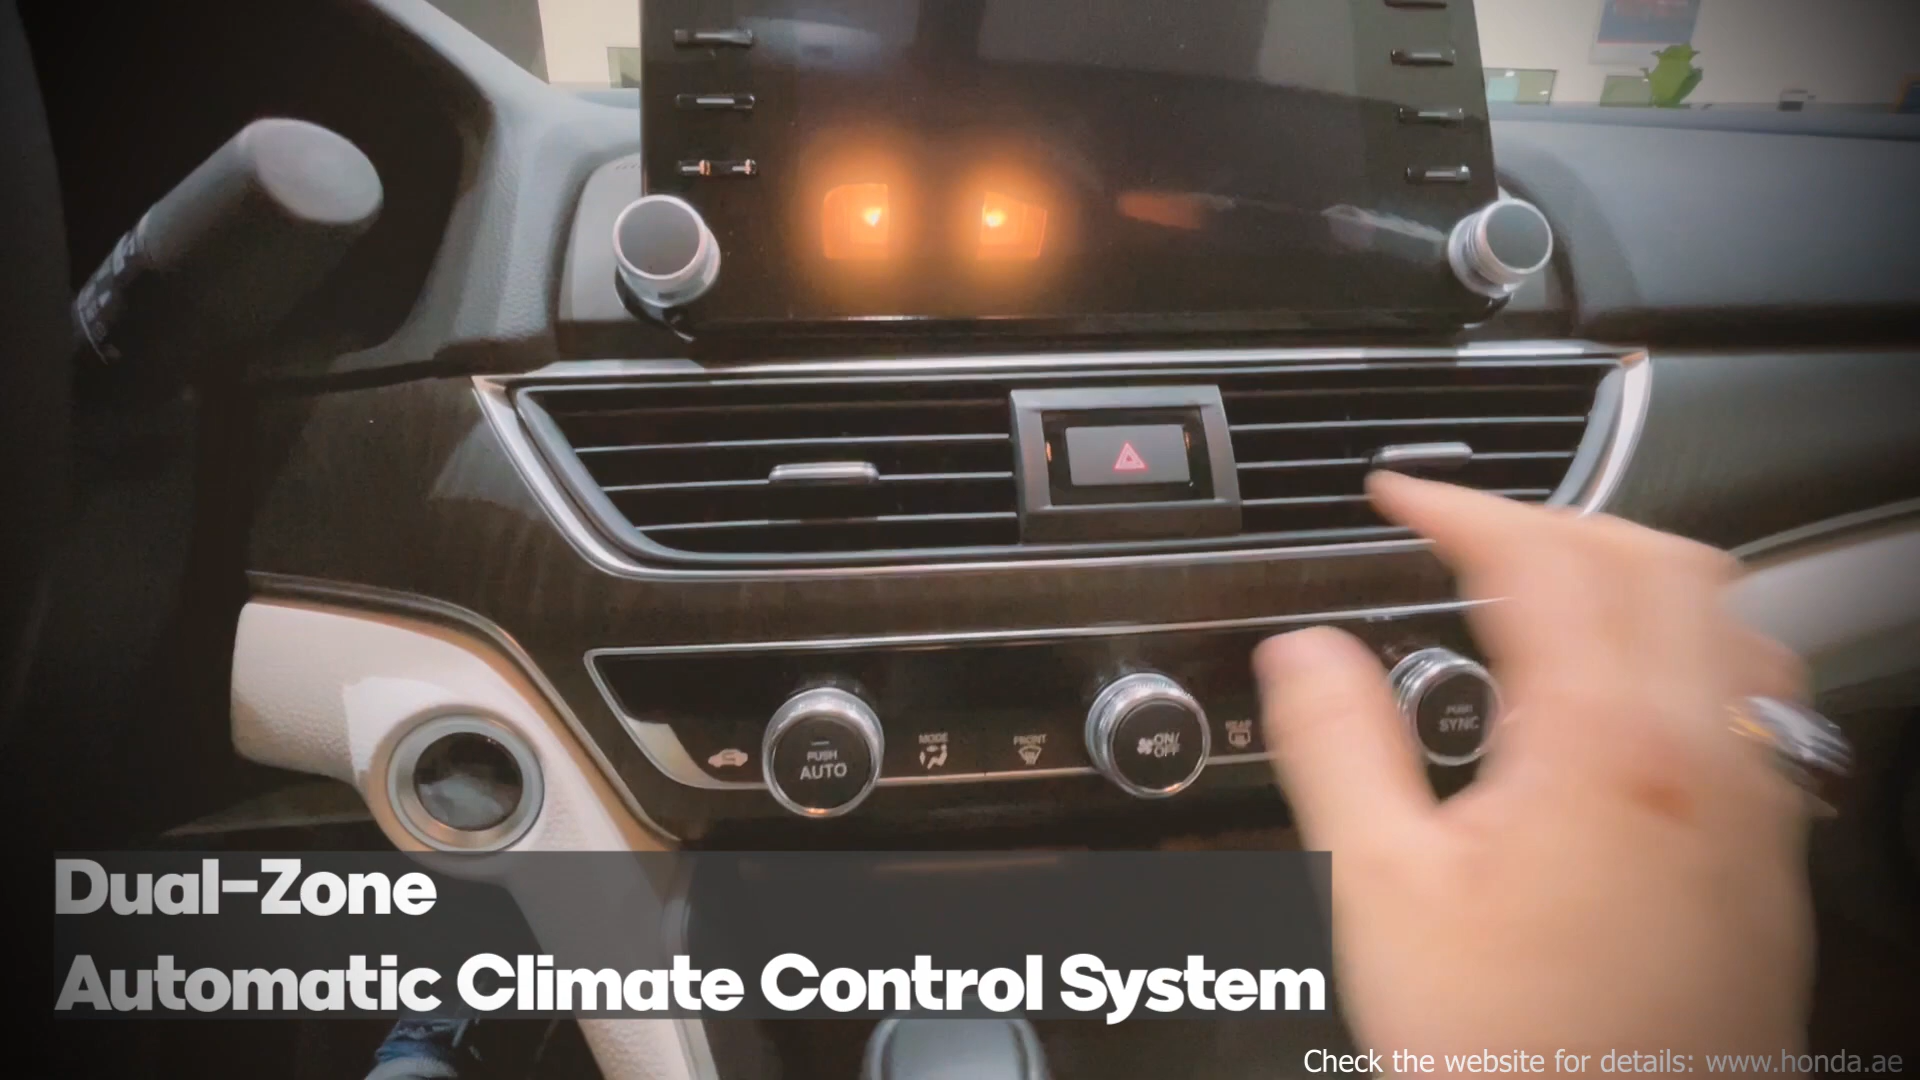 PUSH
AUTO
MODE
FRONT
ON/
OFF
REAR
PUSH
SYNC
Dual-Zone
Automatic Climate Control System
Check the website for details: www.honda.ae